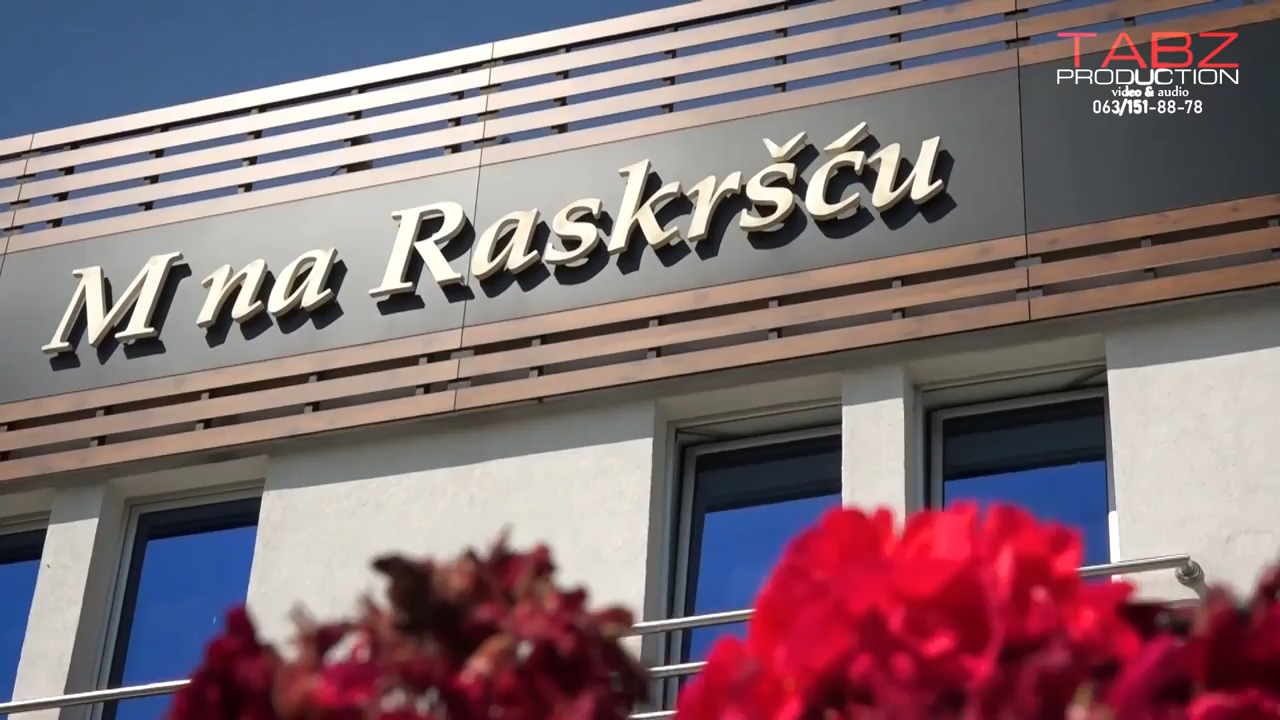 M na Raskršću
TABZ
PRODUCTION
video & audio
063/151-88-78